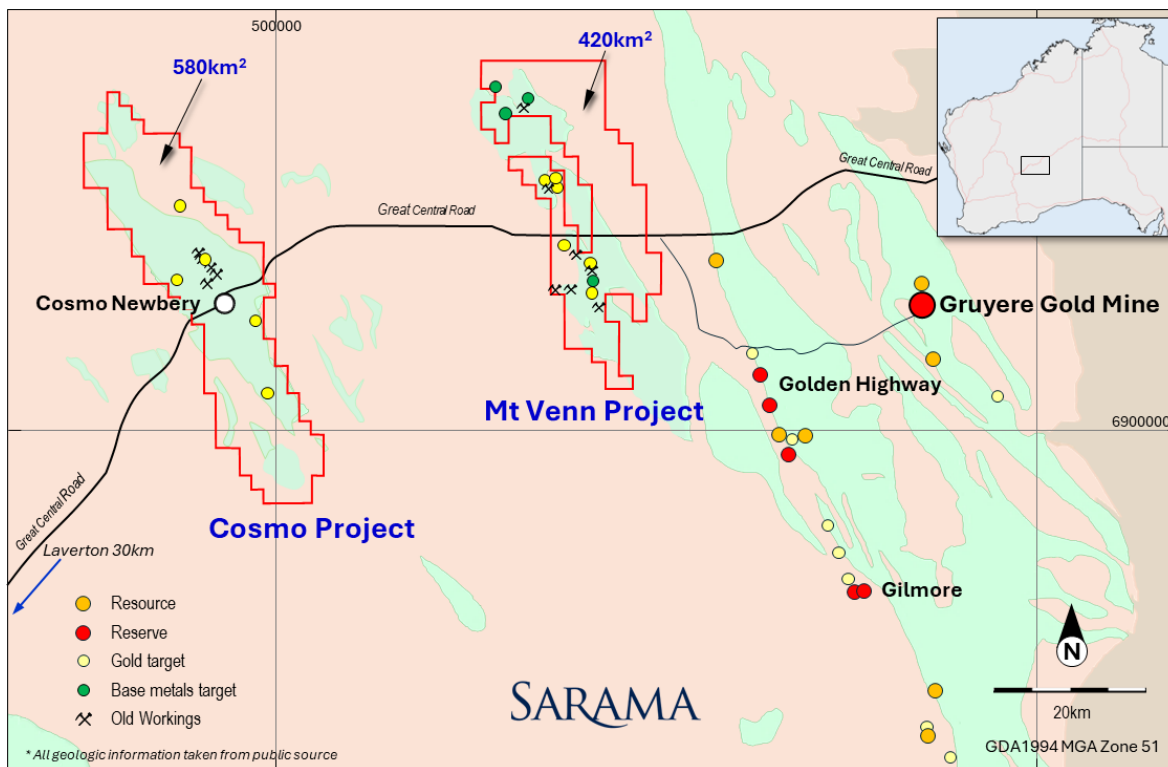 500000
580km²
420km²
Great Central Road
Great Central Road
Cosmo Newbery
Gruyere Gold Mine
Golden Highway
Mt Venn Project
6900000
Cosmo Project
Great Central Road
Laverton 30km
Gilmore
Resource
Reserve
Gold target
Base metals target
Old Workings
N
SARAMA
20km
GDA1994 MGA Zone 51
* All geologic information taken from public source